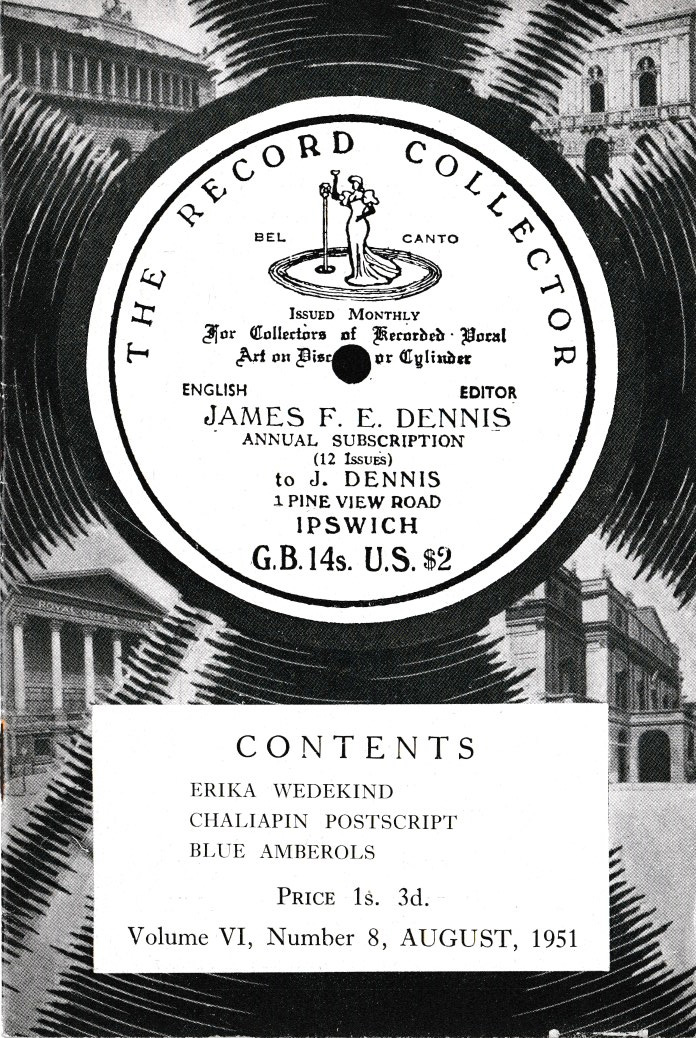 THE RECORD COLLECTOR
BEL CANTO
ISSUED MONTHLY
For Collectors of Recorded · Vocal
Art on Disc or Cylinder
ENGLISH EDITOR
JAMES F. E. DENNIS
ANNUAL SUBSCRIPTION
(12 ISSUES)
to J. DENNIS
1 PINE VIEW ROAD
IPSWICH
G.B. 14s. U.S. $2
ROYAL OPERA
CONTENTS
ERIKA WEDEKIND
CHALIAPIN POSTSCRIPT
BLUE AMBEROLS
PRICE 1s. 3d.
Volume VI, Number 8, AUGUST, 1951